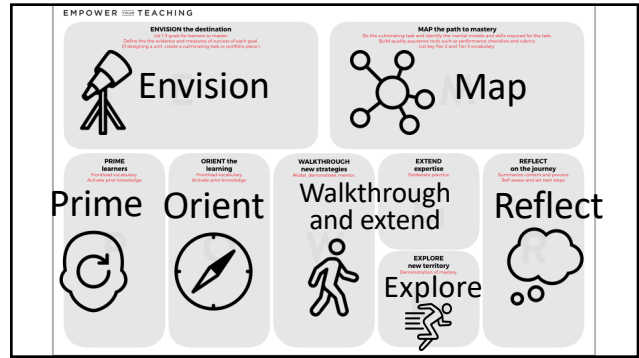 EMPOWER YOUR TEACHING
ENVISION the destination
List 1-5 goals for learners to master.
Define the the evidence and measures of success of each goal.
(If designing a unit, create a culminating task or portfolio piece.)
Envision
MAP the path to mastery
Do the culminating task and identify the mental models and skills required for the task.
Build quality assurance tools such as performance checklists and rubrics.
List key Tier 2 and Tier 3 vocabulary.
Map
PRIME
learners
Frontload vocabulary.
Activate prior knowledge.
Prime
ORIENT the
learning
Frontload vocabulary.
Activate prior knowledge.
Orient
WALKTHROUGH
new strategies
Model, demonstrate, mentor.
Walkthrough
and extend
EXTEND
expertise
Deliberate practice.
EXPLORE
new territory
Demonstration of mastery.
Explore
REFLECT
on the journey
Summarize content and process.
Self-assess and set next steps.
Reflect
R